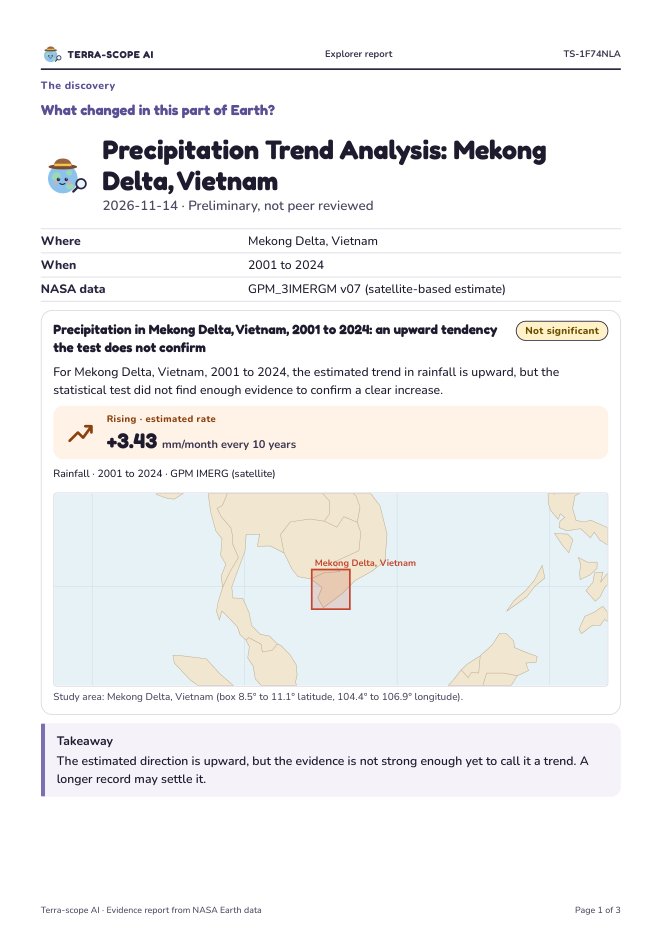 TERRA-SCOPE AI
Explorer report
TS-1F74NLA
The discovery
What changed in this part of Earth?
Precipitation Trend Analysis: Mekong
Delta, Vietnam
2026-11-14 · Preliminary, not peer reviewed
Where
Mekong Delta, Vietnam
When
2001 to 2024
NASA data
GPM_3IMERGM v07 (satellite-based estimate)
Precipitation in Mekong Delta, Vietnam, 2001 to 2024: an upward tendency
the test does not confirm
Not significant
For Mekong Delta, Vietnam, 2001 to 2024, the estimated trend in rainfall is upward, but the
statistical test did not find enough evidence to confirm a clear increase.
Rising · estimated rate
+3.43 mm/month every 10 years
Rainfall · 2001 to 2024 · GPM IMERG (satellite)
Mekong Delta, Vietnam
Study area: Mekong Delta, Vietnam (box 8.5° to 11.1° latitude, 104.4° to 106.9° longitude).
Takeaway
The estimated direction is upward, but the evidence is not strong enough yet to call it a trend. A
longer record may settle it.
Terra-scope AI · Evidence report from NASA Earth data
Page 1 of 3